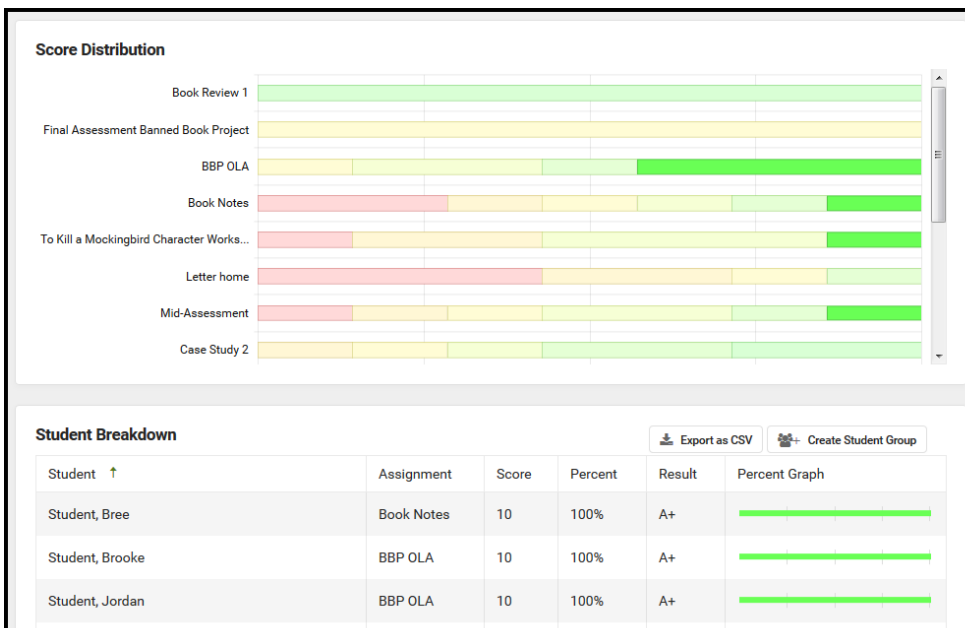 Score Distribution
Book Review 1
Final Assessment Banned Book Project
BBP OLA
Book Notes
To Kill a Mockingbird Character Works...
Letter home
Mid-Assessment
Case Study 2
Student Breakdown
Export as CSV
Create Student Group
Student ↑ Assignment Score Percent Result Percent Graph
Student, Bree Book Notes 10 100% A+
Student, Brooke BBP OLA 10 100% A+
Student, Jordan BBP OLA 10 100% A+